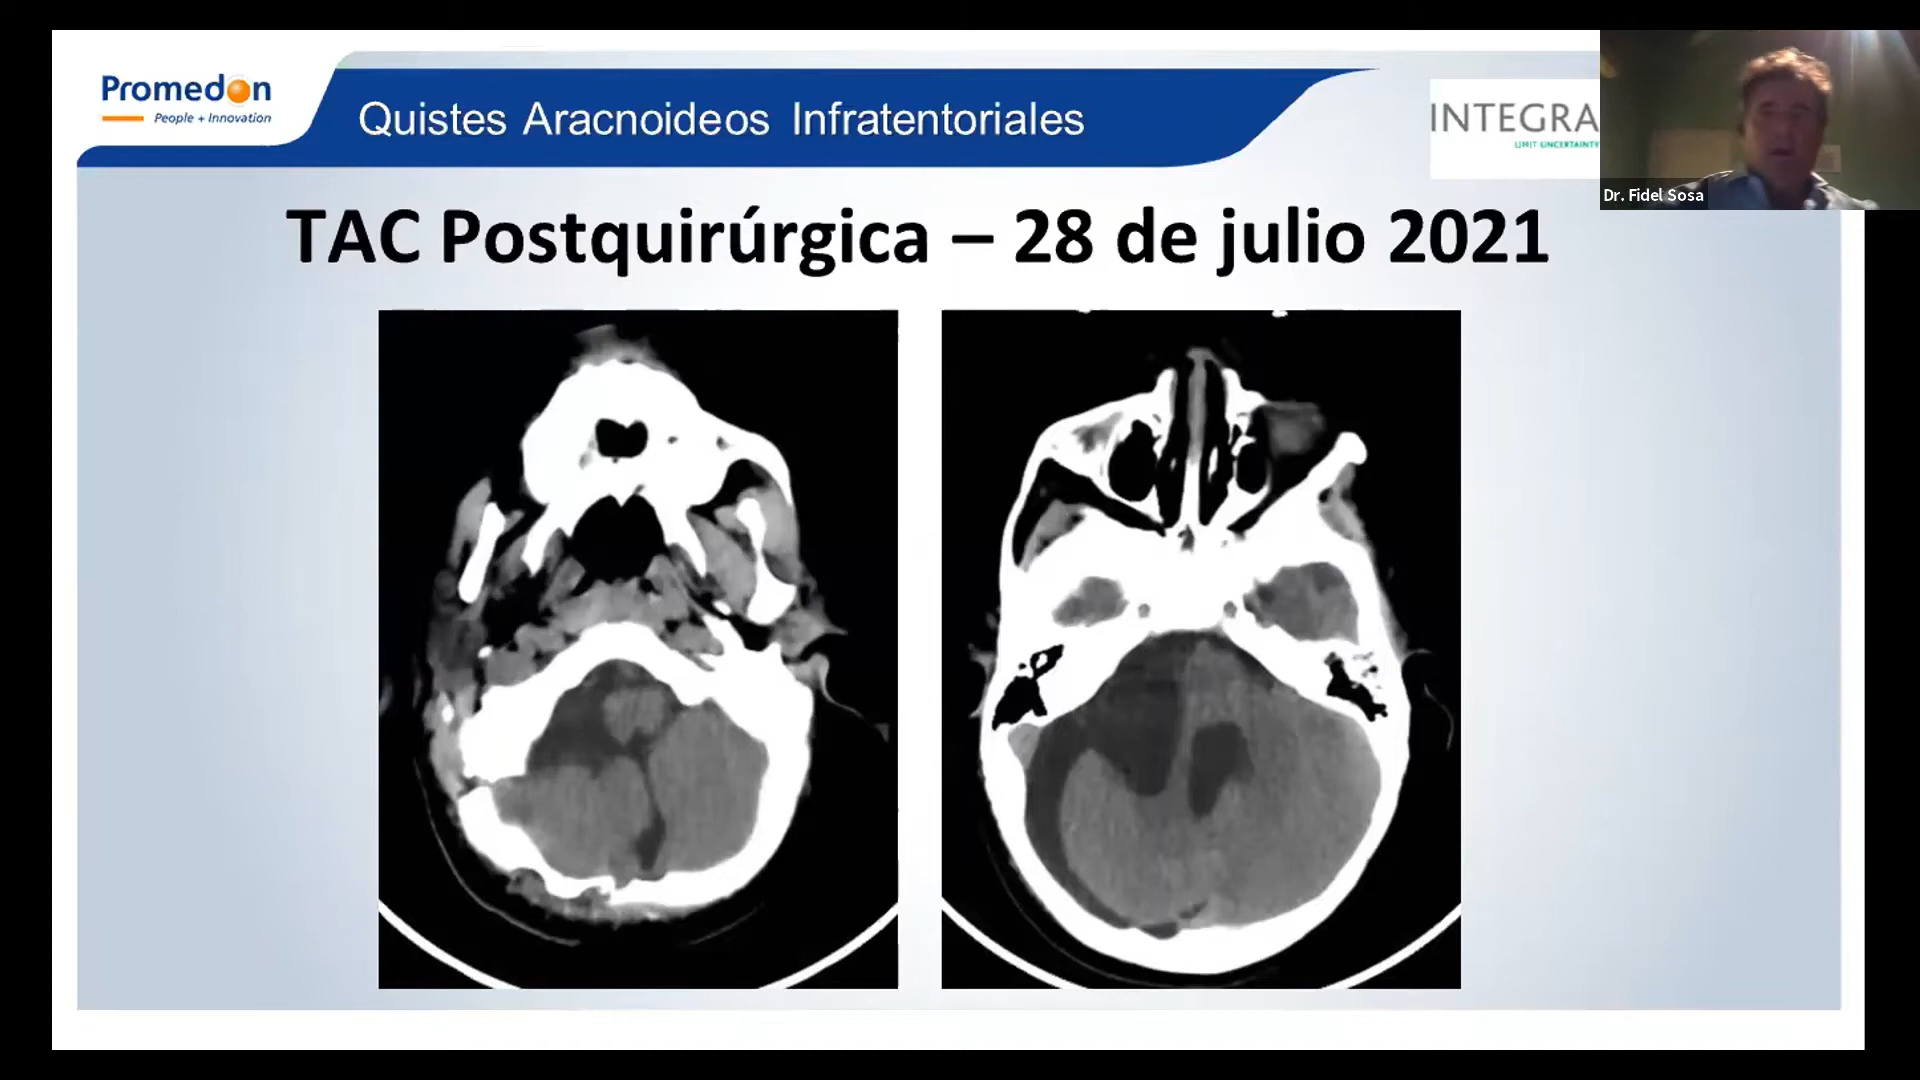 Promedon
People + Innovation
Quistes Aracnoideos Infratentoriales
INTEGRA
LIMIT UNCERTAINTY
Dr. Fidel Sosa
TAC Postquirúrgica – 28 de julio 2021